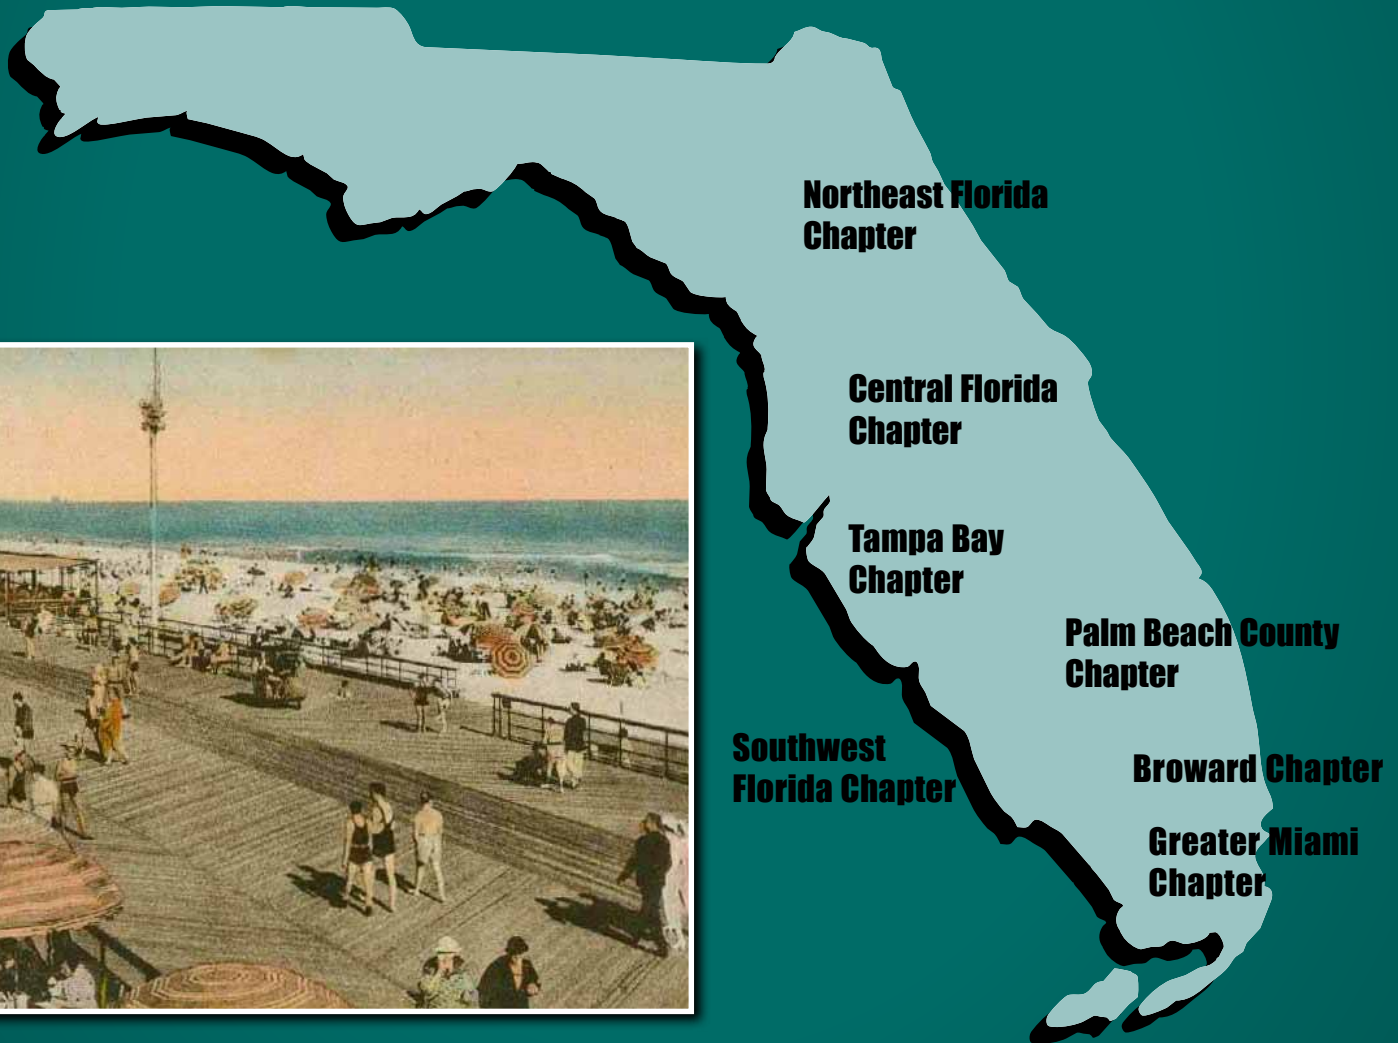 Northeast Florida
Chapter
Central Florida
Chapter
Tampa Bay
Chapter
Palm Beach County
Chapter
Southwest
Florida Chapter
Broward Chapter
Greater Miami
Chapter